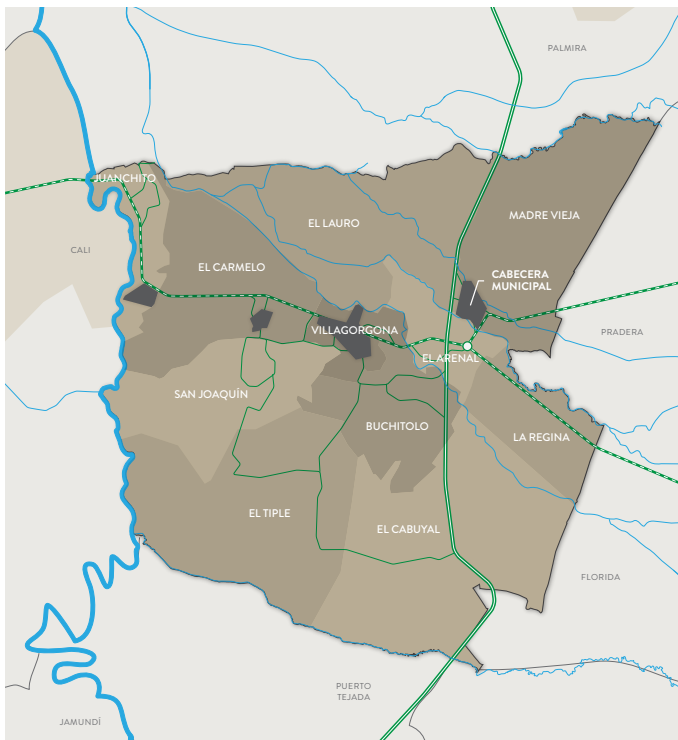 PALMIRA
JUANCHITO
EL LAURO
MADRE VIEJA
CALI
EL CARMELO
CABECERA
MUNICIPAL
VILLAGORGONA
PRADERA
EL ARENAL
SAN JOAQUÍN
BUCHITOLO
LA REGINA
EL TIPLE
EL CABUYAL
FLORIDA
PUERTO
TEJADA
JAMUNDÍ